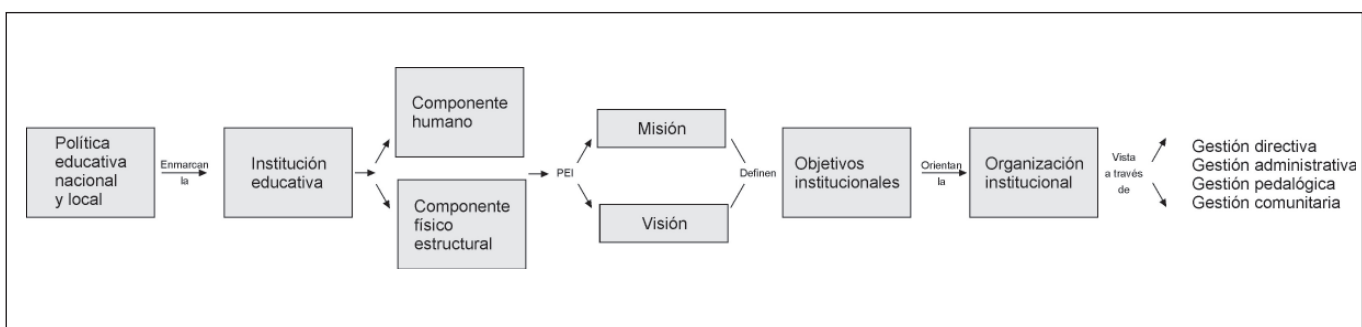 Política
educativa
nacional
y local
Enmarcan
la
Institución
educativa
Componente
humano
Componente
físico
estructural
PEI
Misión
Visión
Definen
Objetivos
institucionales
Orientan
la
Organización
institucional
Vista
a través
de
Gestión directiva
Gestión administrativa
Gestión pedalógica
Gestión comunitaria